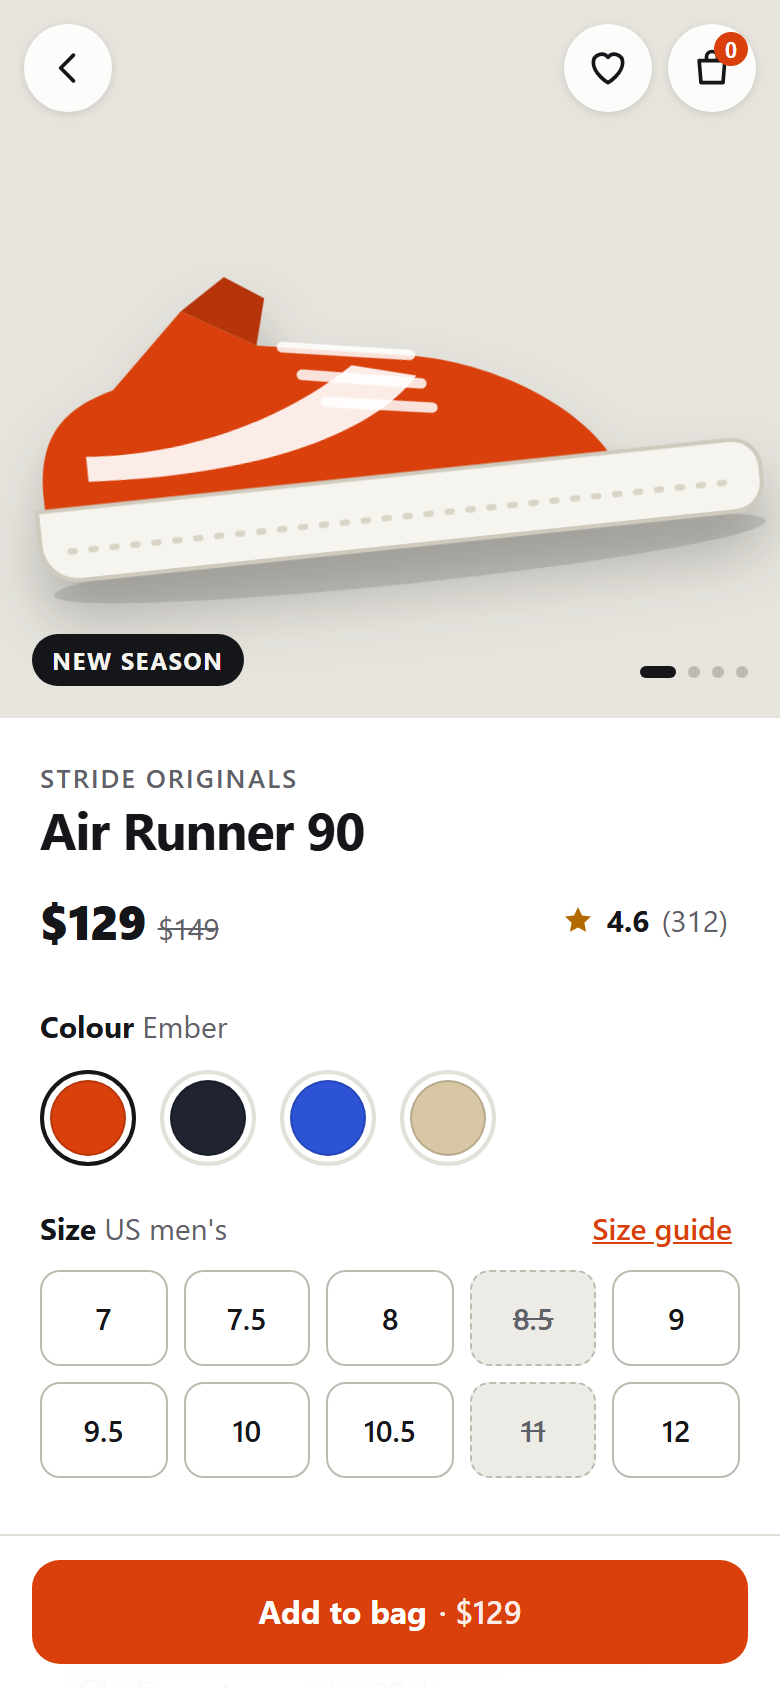 0
NEW SEASON
STRIDE ORIGINALS
Air Runner 90
$129 $149
4.6 (312)
Colour Ember
Size US men's
Size guide
7 7.5 8 8.5 9
9.5 10 10.5 11 12
Add to bag · $129